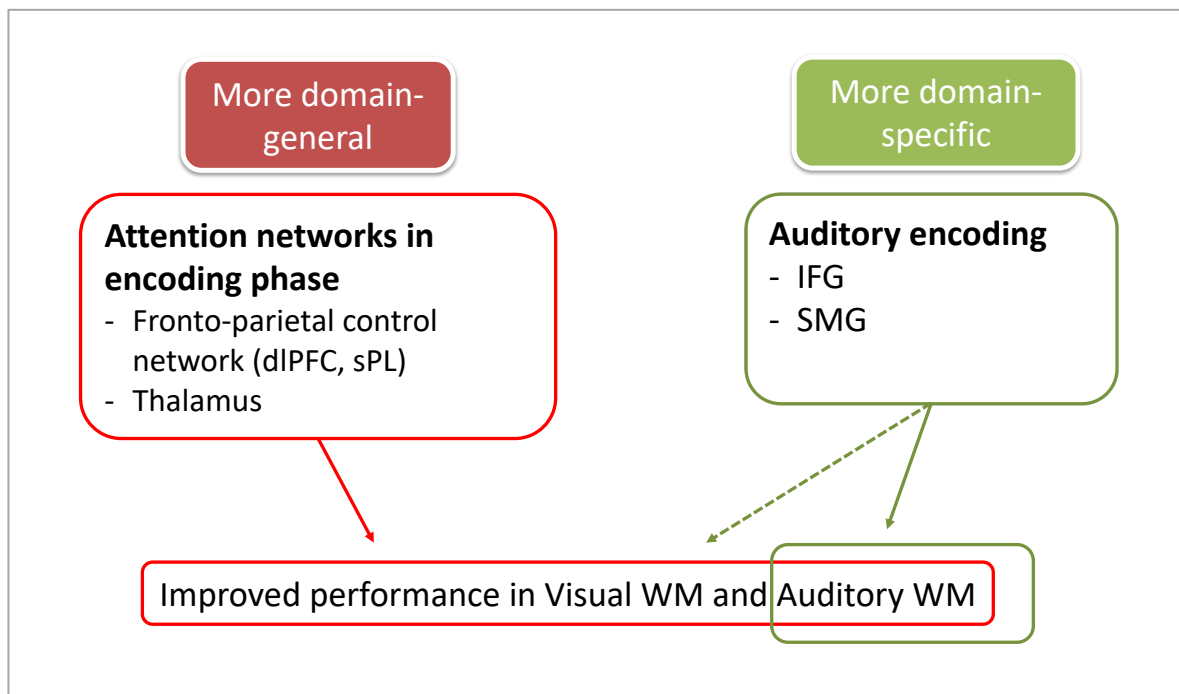 More domain-
general
More domain-
specific
Attention networks in
encoding phase
- Fronto-parietal control
network (dlPFC, sPL)
- Thalamus
Auditory encoding
- IFG
- SMG
Improved performance in Visual WM and Auditory WM